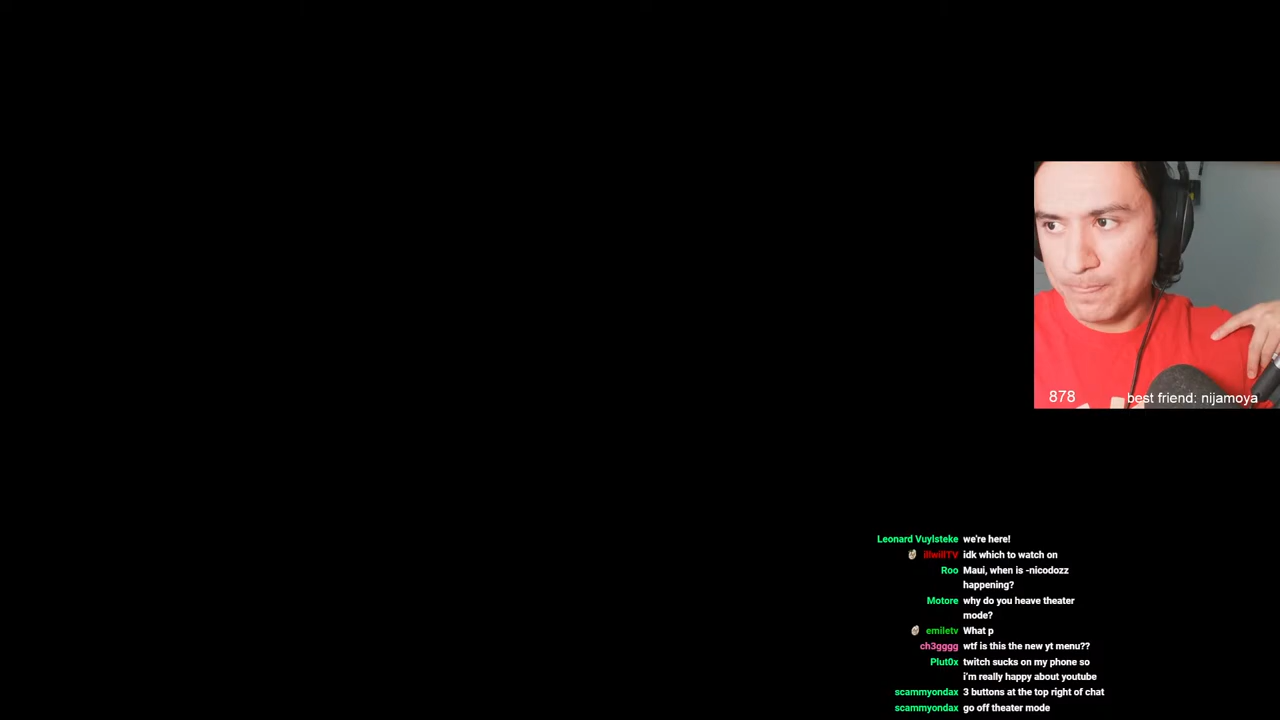 878
best friend: nijamoya
Leonard Vuylsteke we're here!
illwillTV idk which to watch on
Roo Maui, when is -nicodozz
happening?
Motore why do you heave theater
mode?
emiletv What p
ch3gggg wtf is this the new yt menu??
Plut0x twitch sucks on my phone so
i'm really happy about youtube
scammyondax 3 buttons at the top right of chat
scammyondax go off theater mode